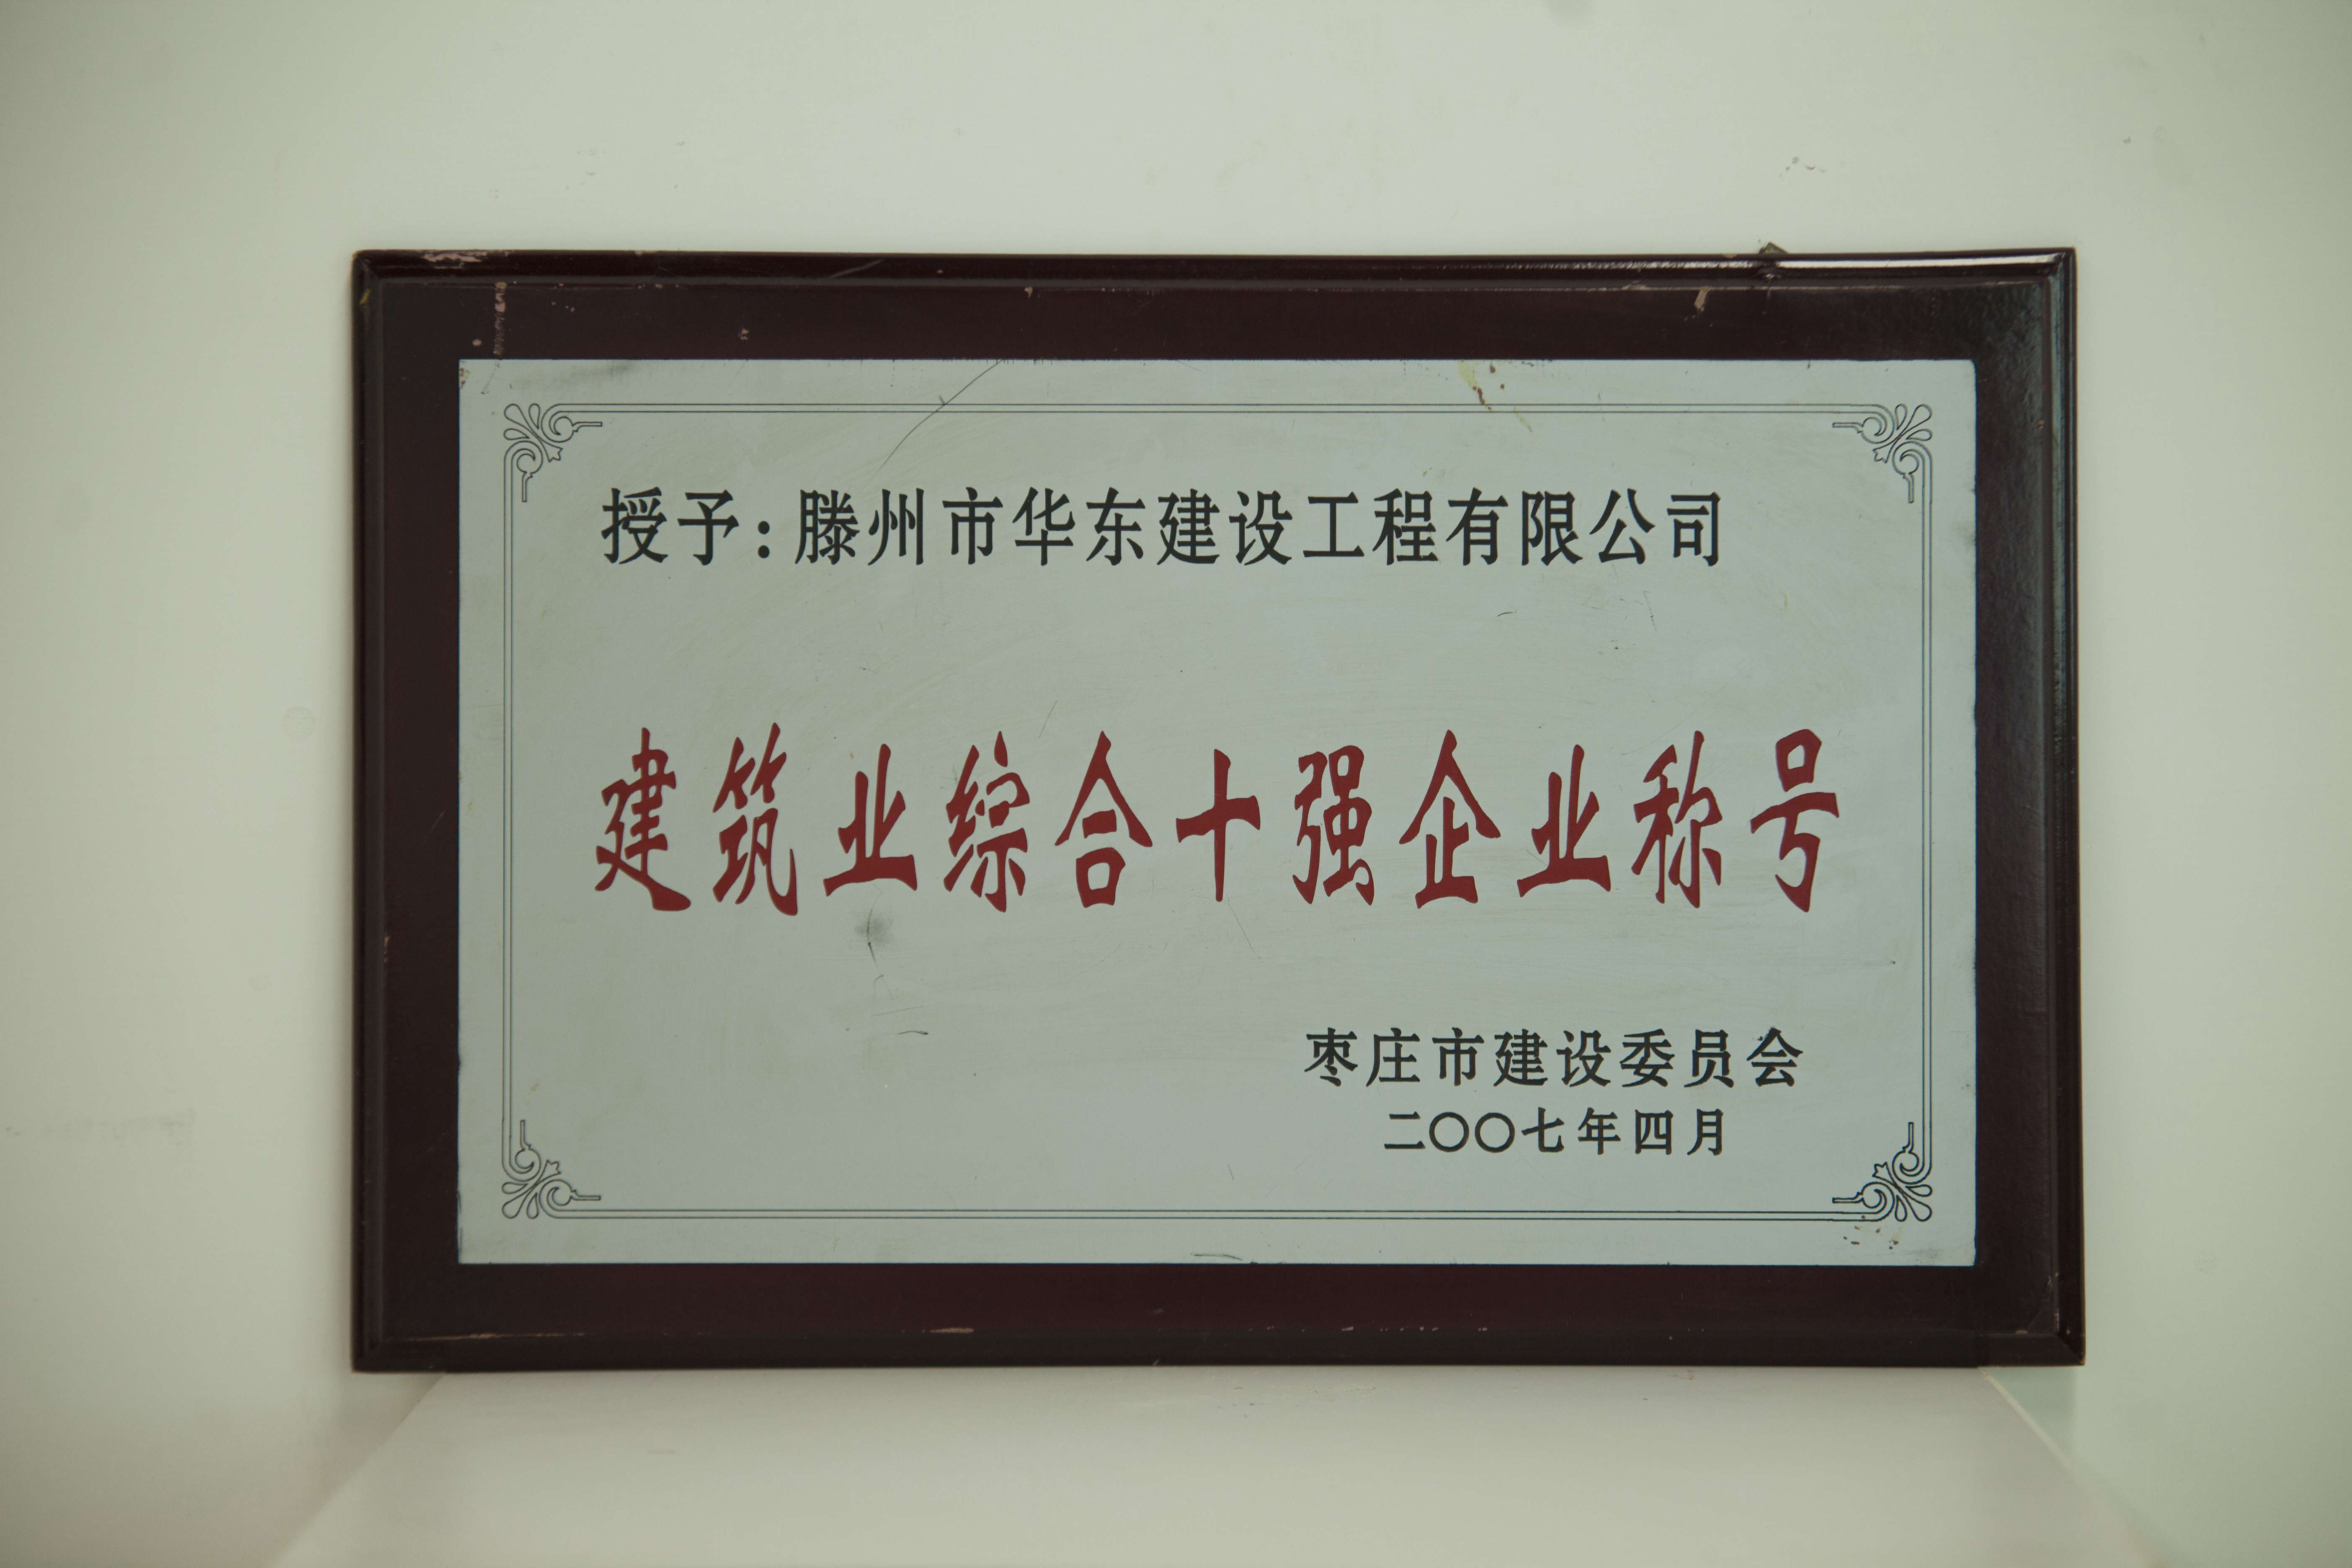 授予：滕州市华东建设工程有限公司
建筑业综合十强企业称号
枣庄市建设委员会
二〇〇七年四月